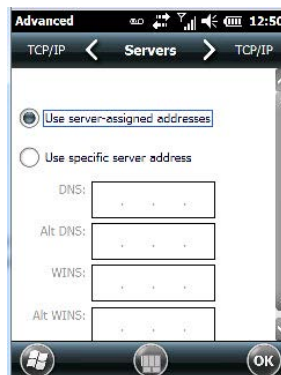 Advanced 12:50
TCP/IP Servers TCP/IP
Use server-assigned addresses
Use specific server address
DNS:
Alt DNS:
WINS:
Alt WINS:
OK